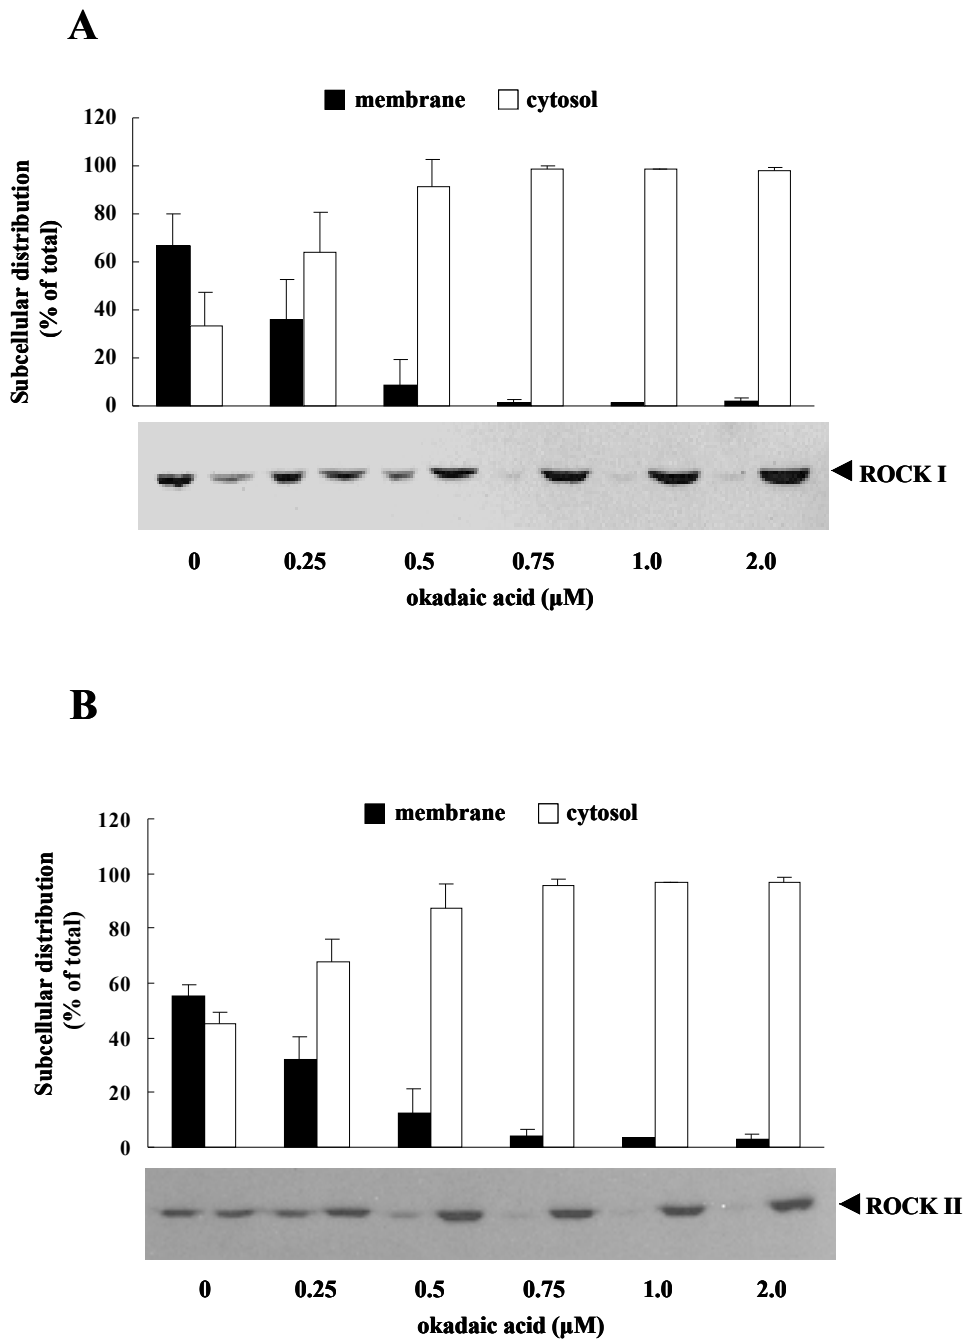 A
membrane cytosol
120
100
80
60
40
20
0
Subcellular distribution
(% of total)
ROCK I
0 0.25 0.5 0.75 1.0 2.0
okadaic acid (µM)
B
membrane cytosol
120
100
80
60
40
20
0
Subcellular distribution
(% of total)
ROCK II
0 0.25 0.5 0.75 1.0 2.0
okadaic acid (µM)